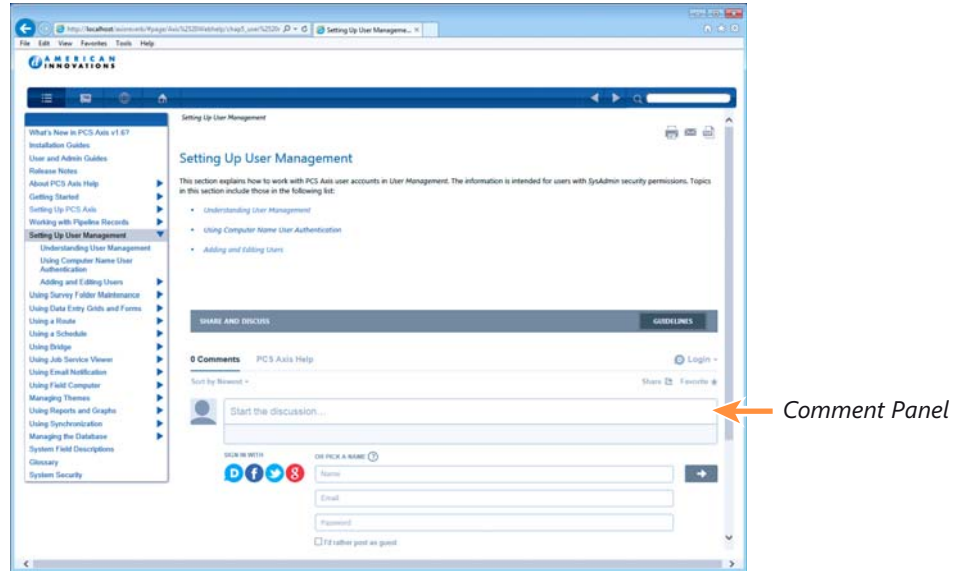 Setting Up User Manageme...
File Edit View Favorites Tools Help
AMERICAN
INNOVATIONS
What's New in PCS Axis v1.6?
Installation Guides
User and Admin Guides
Release Notes
About PCS Axis Help
Getting Started
Setting Up PCS Axis
Working with Pipeline Records
Setting Up User Management
Understanding User Management
Using Computer Name User
Authentication
Adding and Editing Users
Using Survey Folder Maintenance
Using Data Entry Grids and Forms
Using a Route
Using a Schedule
Using Bridge
Using Job Service Viewer
Using Email Notification
Using Field Computer
Managing Themes
Using Reports and Graphs
Using Synchronization
Managing the Database
System Field Descriptions
Glossary
System Security
Setting Up User Management
Setting Up User Management
This section explains how to work with PCS Axis user accounts in User Management. The information is intended for users with SysAdmin security permissions. Topics
in this section include those in the following list:
• Understanding User Management
• Using Computer Name User Authentication
• Adding and Editing Users
SHARE AND DISCUSS
GUIDELINES
0 Comments PCS Axis Help Login
Sort by Newest Share Favorite
Start the discussion...
SIGN IN WITH
OR PICK A NAME ?
Name
Email
Password
I'd rather post as guest
Comment Panel